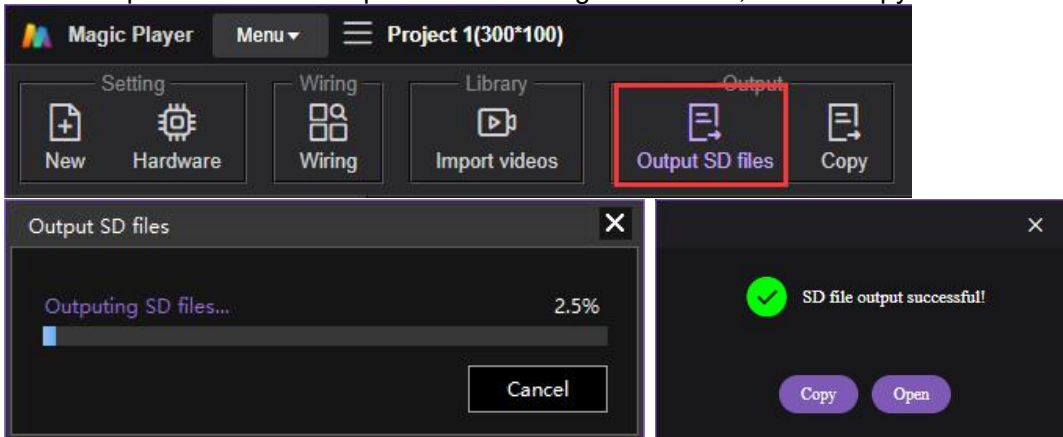 Magic Player Menu▾ Project 1(300*100)
Setting Wiring Library Output
New Hardware Wiring Import videos Output SD files Copy
Output SD files
Outputing SD files... 2.5%
Cancel
SD file output successful!
Copy Open